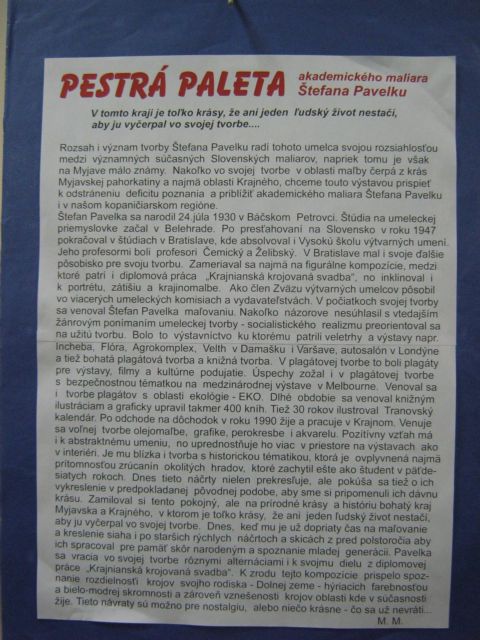 PESTRÁ PALETA akademického maliara
Štefana Pavelku
V tomto kraji je toľko krásy, že ani jeden ľudský život nestačí,
aby ju vyčerpal vo svojej tvorbe....
Rozsah i význam tvorby Štefana Pavelku radí tohoto umelca svojou rozsiahlosťou
medzi významných súčasných Slovenských maliarov, napriek tomu je však
na Myjave málo známy. Nakoľko vo svojej tvorbe v oblasti maľby čerpá z krás
Myjavskej pahorkatiny a najmä oblasti Krajného, chceme touto výstavou prispieť
k odstráneniu deficitu poznania a priblížiť akademického maliara Štefana Pavelku
i v našom kopaničiarskom regióne.
Štefan Pavelka sa narodil 24.júla 1930 v Báčskom Petrovci. Štúdia na umeleckej
priemyslovke začal v Belehrade. Po presťahovaní na Slovensko v roku 1947
pokračoval v štúdiach v Bratislave, kde absolvoval i Vysokú školu výtvarných umení.
Jeho profesormi boli profesori Čemický a Želibský. V Bratislave mal i svoje ďalšie
pôsobisko pre svoju tvorbu. Zameriaval sa najmä na figurálne kompozície, medzi
ktoré patrí i diplomová práca „Krajnianská krojovaná svadba“, no inklinoval i
k portrétu, zátišiu a krajinomalbe. Ako člen Zväzu výtvarných umelcov pôsobil
vo viacerých umeleckých komisiach a vydavateľstvách. V počiatkoch svojej tvorby
sa venoval Štefan Pavelka maľovaniu. Nakoľko názorove nesúhlasil s vtedajším
žánrovým ponímaním umeleckej tvorby - socialistického realizmu preorientoval sa
na užitú tvorbu. Bolo to výstavníctvo ku ktorému patrili veletrhy a výstavy napr.
Incheba, Flóra, Agrokomplex, Velth v Damašku i Varšave, autosalón v Londýne
a tiež bohatá plagátová tvorba a knižná tvorba. V plagátovej tvorbe to boli plagáty
pre výstavy, filmy a kultúrne podujatie. Úspechy zožal i v plagátovej tvorbe
s bezpečnostnou tématkou na medzinárodnej výstave v Melbourne. Venoval sa
i tvorbe plagátov s oblasti ekológie - EKO. Dlhé obdobie sa venoval knižným
ilustráciam a graficky upravil takmer 400 kníh. Tiež 30 rokov ilustroval Tranovský
kalendár. Po odchode na dôchodok v roku 1990 žije a pracuje v Krajnom. Venuje
sa voľnej tvorbe olejomaľbe, grafike, perokresbe i akvarelu. Pozitívny vzťah má
i k abstraktnému umeniu, no uprednostňuje ho viac v priestore na výstavách ako
v interiéri. Je mu blízka i tvorba s historickou tématikou, ktorá je ovplyvnená najmä
prítomnosťou zrúcanín okolitých hradov, ktoré zachytil ešte ako študent v päťde-
siatych rokoch. Dnes tieto náčrty nielen prekresľuje, ale pokúša sa tiež o ich
vykreslenie v predpokladanej pôvodnej podobe, aby sme si pripomenuli ich dávnu
krásu. Zamiloval si tento pokojný, ale na prírodné krásy a históriu bohatý kraj
Myjavska a Krajného, v ktorom je toľko krásy, že ani jeden ľudský život nestačí,
aby ju vyčerpal vo svojej tvorbe. Dnes, keď mu je už dopriaty čas na maľovanie
a kreslenie siaha i po starších rýchlych náčrtoch a skicách z pred polstoročia aby
ich spracoval pre pamäť skôr narodeným a spoznanie mladej generácii. Pavelka
sa vracia vo svojej tvorbe rôznymi alternáciami i k svojmu dielu z diplomovej
práce „Krajnianská krojovaná svadba“. K zrodu tejto kompozície prispelo spoz-
nanie rozdielností krojov svojho rodiska - Dolnej zeme - hýriacich farebnosťou
a bielo-modrej skromnosti a zároveň vznešenosti krojov oblasti kde v súčasnosti
žije. Tieto návraty sú možno pre nostalgiu, alebo niečo krásne - čo sa už nevráti...
M. M.